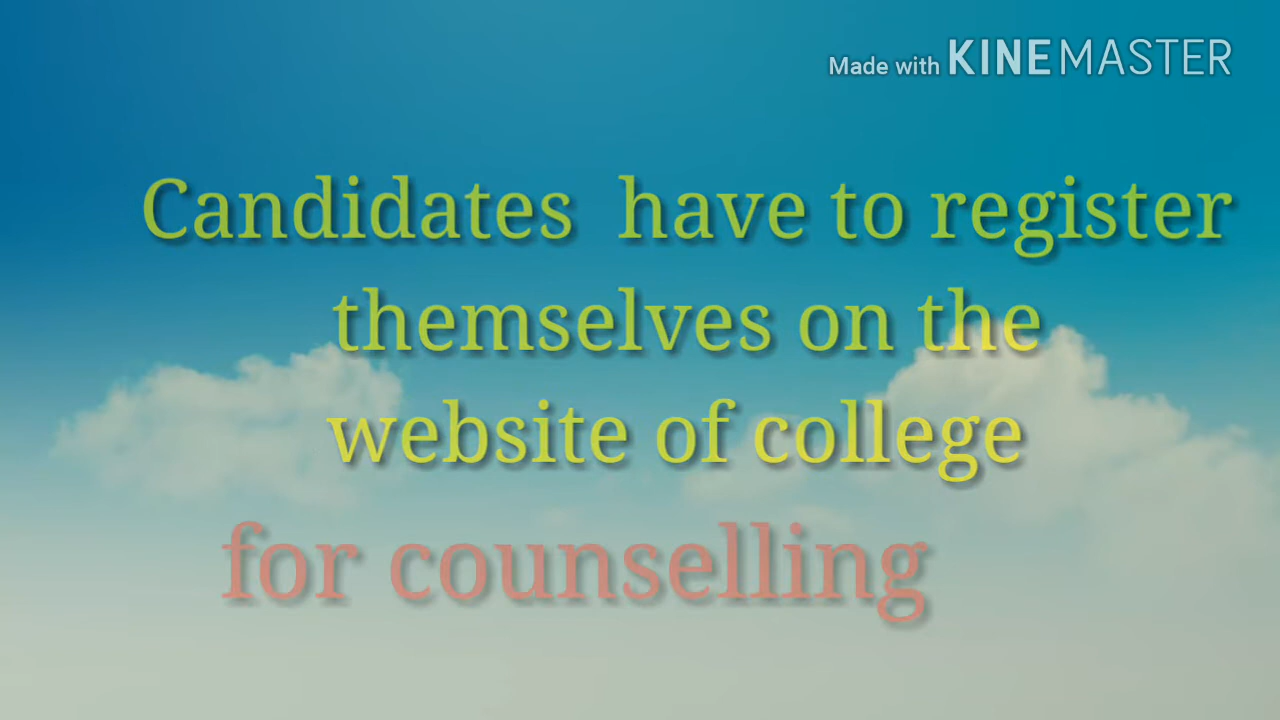 Made with KINEMASTER
Candidates have to register
themselves on the
website of college
for counselling